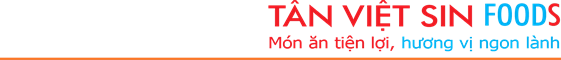 TÂN VIỆT SIN FOODS
Món ăn tiện lợi, hương vị ngon lành